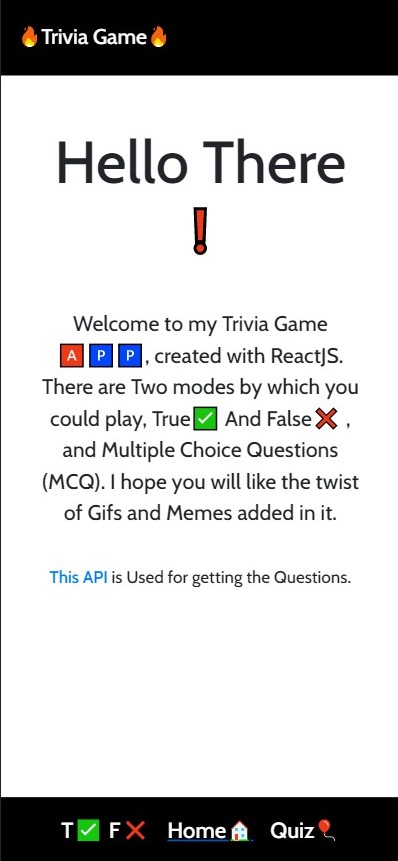 🔥Trivia Game🔥
Hello There
❗
Welcome to my Trivia Game
🅰🅿🅿, created with ReactJS.
There are Two modes by which you
could play, True✅ And False❌ ,
and Multiple Choice Questions
(MCQ). I hope you will like the twist
of Gifs and Memes added in it.
This API is Used for getting the Questions.
T✅ F❌ Home🏠 Quiz🎈